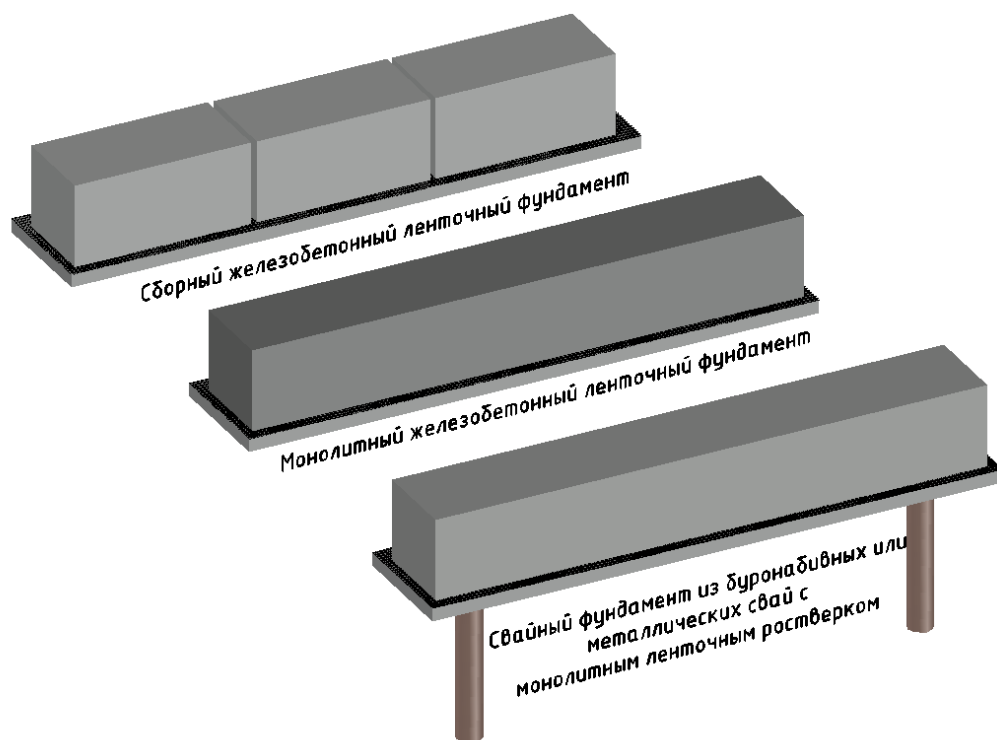 Сборный железобетонный ленточный фундамент
Монолитный железобетонный ленточный фундамент
Свайный фундамент из буронабивных или
металлических свай с
монолитным ленточным ростверком